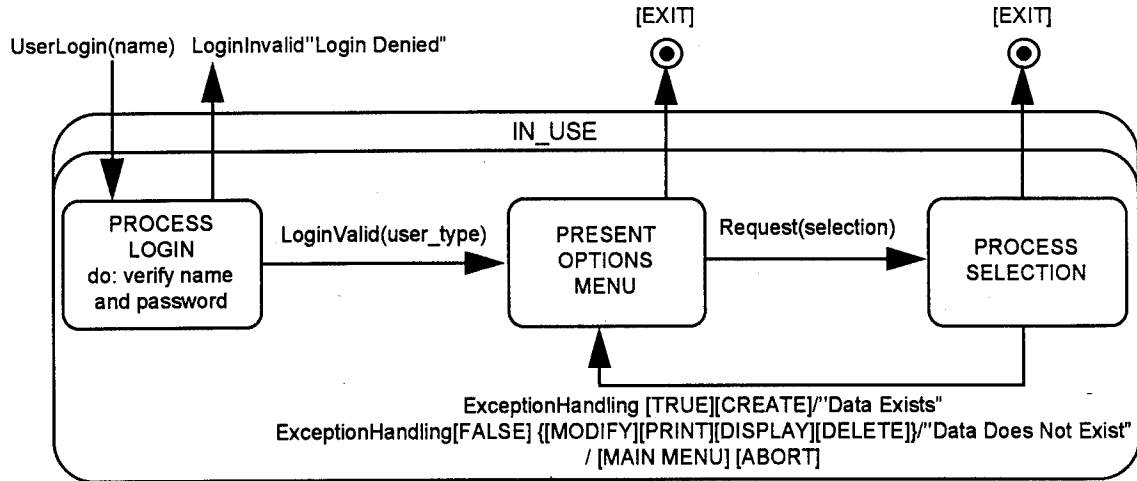 [EXIT]
[EXIT]
UserLogin(name)
LoginInvalid"Login Denied"
IN_USE
PROCESS
LOGIN
do: verify name
and password
LoginValid(user_type)
PRESENT
OPTIONS
MENU
Request(selection)
PROCESS
SELECTION
ExceptionHandling [TRUE][CREATE]/"Data Exists"
ExceptionHandling[FALSE] {[MODIFY][PRINT][DISPLAY][DELETE]}/"Data Does Not Exist"
/ [MAIN MENU] [ABORT]